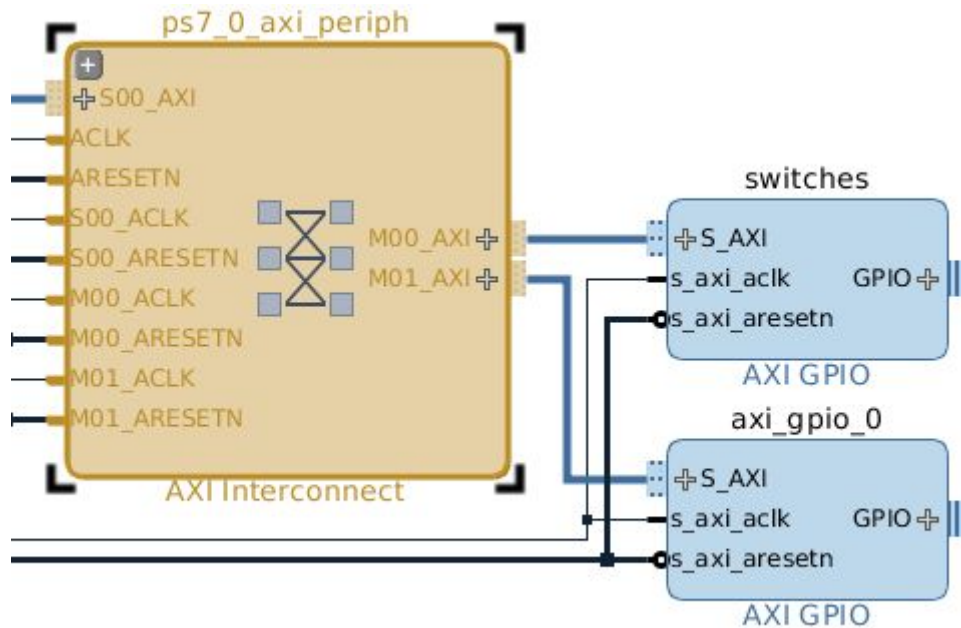 ps7_0_axi_periph
S00_AXI
ACLK
ARESETN
S00_ACLK
S00_ARESETN
M00_ACLK
M00_ARESETN
M01_ACLK
M01_ARESETN
M00_AXI
M01_AXI
AXI Interconnect
switches
S_AXI
s_axi_aclk
s_axi_aresetn
GPIO
AXI GPIO
axi_gpio_0
S_AXI
s_axi_aclk
s_axi_aresetn
GPIO
AXI GPIO